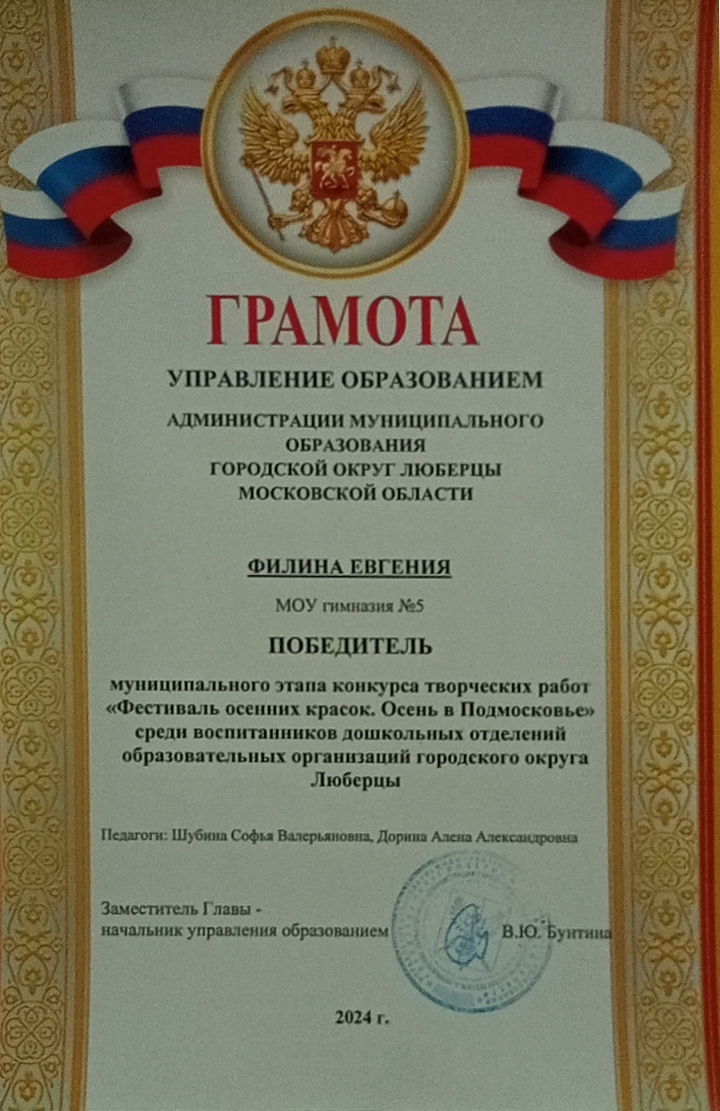 ГРАМОТА
УПРАВЛЕНИЕ ОБРАЗОВАНИЕМ
АДМИНИСТРАЦИИ МУНИЦИПАЛЬНОГО
ОБРАЗОВАНИЯ
ГОРОДСКОЙ ОКРУГ ЛЮБЕРЦЫ
МОСКОВСКОЙ ОБЛАСТИ
ФИЛИНА ЕВГЕНИЯ
МОУ гимназия №5
ПОБЕДИТЕЛЬ
муниципального этапа конкурса творческих работ
«Фестиваль осенних красок. Осень в Подмосковье»
среди воспитанников дошкольных отделений
образовательных организаций городского округа
Люберцы
Педагоги: Шубина Софья Валерьяновна, Дорина Алена Александровна
Заместитель Главы -
начальник управления образованием В.Ю. Бунтина
2024 г.